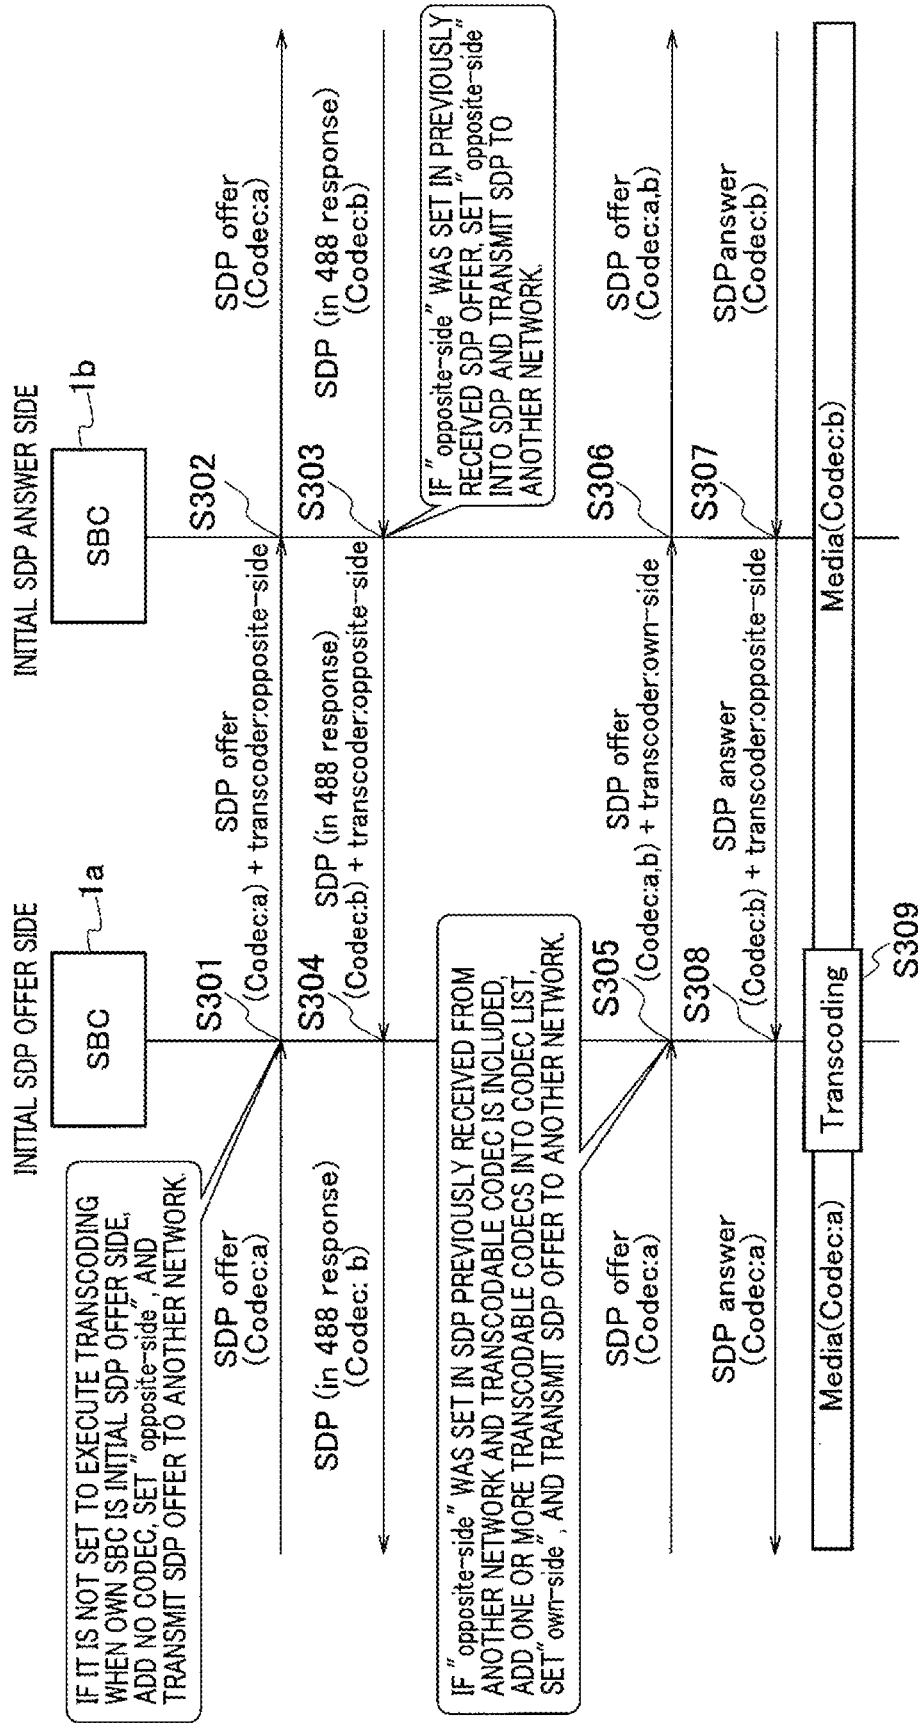 INITIAL SDP OFFER SIDE
INITIAL SDP ANSWER SIDE
SBC
1a
SBC
1b
IF IT IS NOT SET TO EXECUTE TRANSCODING
WHEN OWN SBC IS INITIAL SDP OFFER SIDE,
ADD NO CODEC, SET "opposite-side", AND
TRANSMIT SDP OFFER TO ANOTHER NETWORK.
SDP offer
(Codec:a)
S301
SDP offer
(Codec:a) + transcoder:opposite-side
S302
SDP offer
(Codec:a)
SDP (in 488 response)
(Codec: b)
S304
SDP (in 488 response)
(Codec:b) + transcoder:opposite-side
S303
SDP (in 488 response)
(Codec:b)
IF "opposite-side" WAS SET IN PREVIOUSLY
RECEIVED SDP OFFER, SET "opposite-side"
INTO SDP AND TRANSMIT SDP TO
ANOTHER NETWORK.
IF "opposite-side" WAS SET IN SDP PREVIOUSLY RECEIVED FROM
ANOTHER NETWORK AND TRANSCODABLE CODEC IS INCLUDED,
ADD ONE OR MORE TRANSCODABLE CODECS INTO CODEC LIST,
SET "own-side", AND TRANSMIT SDP OFFER TO ANOTHER NETWORK.
SDP offer
(Codec:a)
S305
SDP offer
(Codec:a,b) + transcoder:own-side
S306
SDP offer
(Codec:a,b)
SDP answer
(Codec:a)
S308
SDP answer
(Codec:b) + transcoder:opposite-side
S307
SDPanswer
(Codec:b)
Media(Codec:a)
Transcoding
Media(Codec:b)
S309